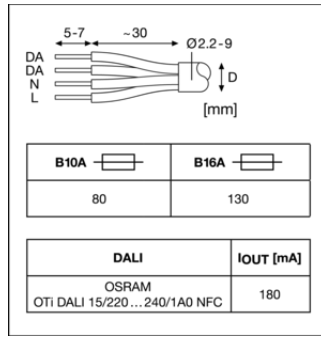 5-7 ~30
Ø2.2-9
DA
DA
N
L
D
[mm]
B10A B16A
80 130
DALI IOUT [mA]
OSRAM
OTi DALI 15/220...240/1A0 NFC 180